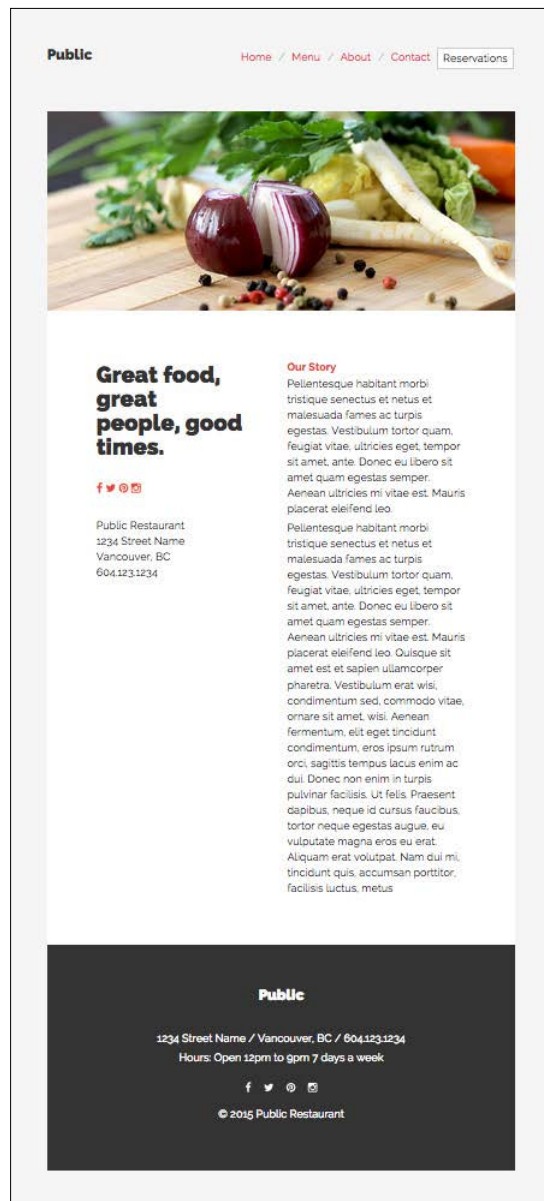 Public
Home / Menu / About / Contact Reservations
Great food,
great
people, good
times.
Public Restaurant
1234 Street Name
Vancouver, BC
604.123.1234
Our Story
Pellentesque habitant morbi
tristique senectus et netus et
malesuada fames ac turpis
egestas. Vestibulum tortor quam,
feugiat vitae, ultricies eget, tempor
sit amet, ante. Donec eu libero sit
amet quam egestas semper.
Aenean ultricies mi vitae est. Mauris
placerat eleifend leo.
Pellentesque habitant morbi
tristique senectus et netus et
malesuada fames ac turpis
egestas. Vestibulum tortor quam,
feugiat vitae, ultricies eget, tempor
sit amet, ante. Donec eu libero sit
amet quam egestas semper.
Aenean ultricies mi vitae est. Mauris
placerat eleifend leo. Quisque sit
amet est et sapien ullamcorper
pharetra. Vestibulum erat wisi,
condimentum sed, commodo vitae,
ornare sit amet, wisi. Aenean
fermentum, elit eget tincidunt
condimentum, eros ipsum rutrum
orci, sagittis tempus lacus enim ac
dui. Donec non enim in turpis
pulvinar facilisis. Ut felis. Praesent
dapibus, neque id cursus faucibus,
tortor neque egestas augue, eu
vulputate magna eros eu erat.
Aliquam erat volutpat. Nam dui mi,
tincidunt quis, accumsan porttitor,
facilisis luctus, metus
Public
1234 Street Name / Vancouver, BC / 604.123.1234
Hours: Open 12pm to 9pm 7 days a week
© 2015 Public Restaurant